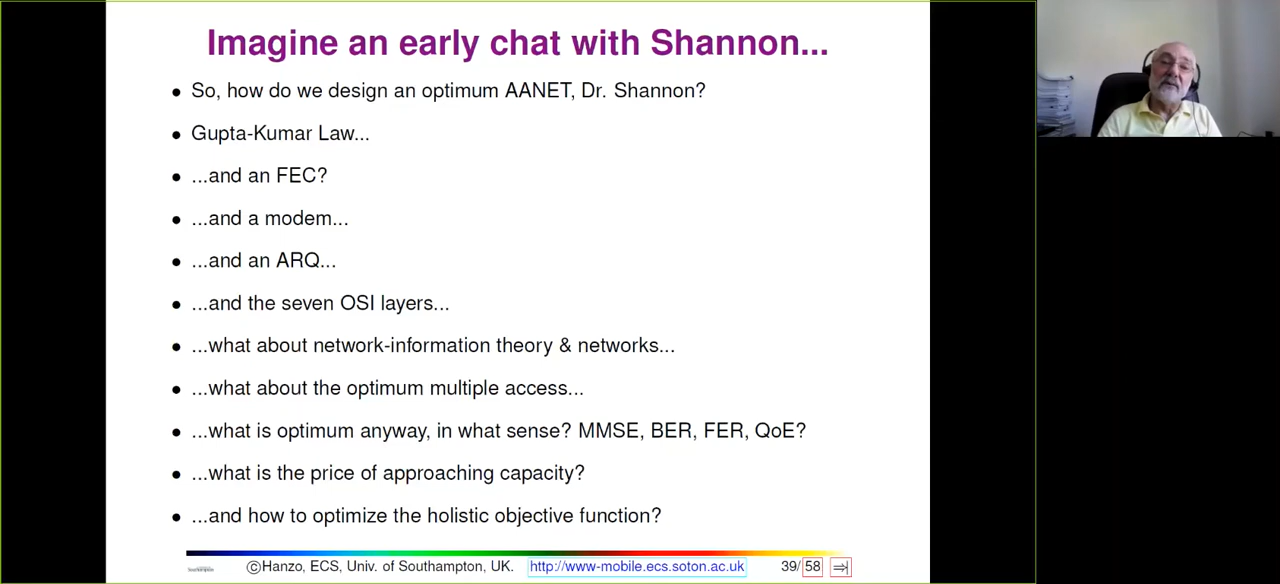 Imagine an early chat with Shannon...
• So, how do we design an optimum AANET, Dr. Shannon?
• Gupta-Kumar Law...
• ...and an FEC?
• ...and a modem...
• ...and an ARQ...
• ...and the seven OSI layers...
• ...what about network-information theory & networks...
• ...what about the optimum multiple access...
• ...what is optimum anyway, in what sense? MMSE, BER, FER, QoE?
• ...what is the price of approaching capacity?
• ...and how to optimize the holistic objective function?
Southampton ©Hanzo, ECS, Univ. of Southampton, UK. http://www-mobile.ecs.soton.ac.uk 39/58